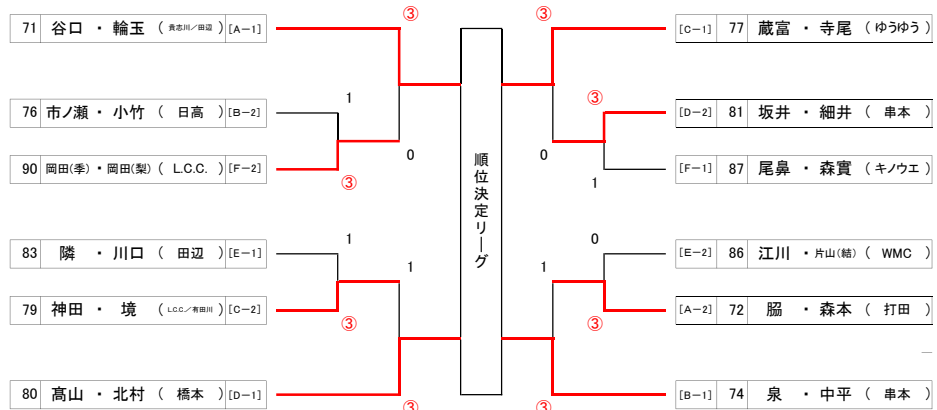 ③
71 谷口 ・ 輪玉 ( 貴志川/田辺 ) [A-1]
1
76 市ノ瀬 ・ 小竹 ( 日高 ) [B-2]
0
90 岡田(季) ・ 岡田(梨) ( L.C.C. ) [F-2]
③
1
83 隣 ・ 川口 ( 田辺 ) [E-1]
1
79 神田 ・ 境 ( L.C.C/有田川 ) [C-2]
③
80 髙山 ・ 北村 ( 橋本 ) [D-1]
③
順位決定リーグ
③
[C-1] 77 蔵富 ・ 寺尾 ( ゆうゆう )
③
[D-2] 81 坂井 ・ 細井 ( 串本 )
0
[F-1] 87 尾鼻 ・ 森實 ( キノウエ )
1
0
[E-2] 86 江川 ・ 片山(結) ( WMC )
1
[A-2] 72 脇 ・ 森本 ( 打田 )
③
[B-1] 74 泉 ・ 中平 ( 串本 )
③